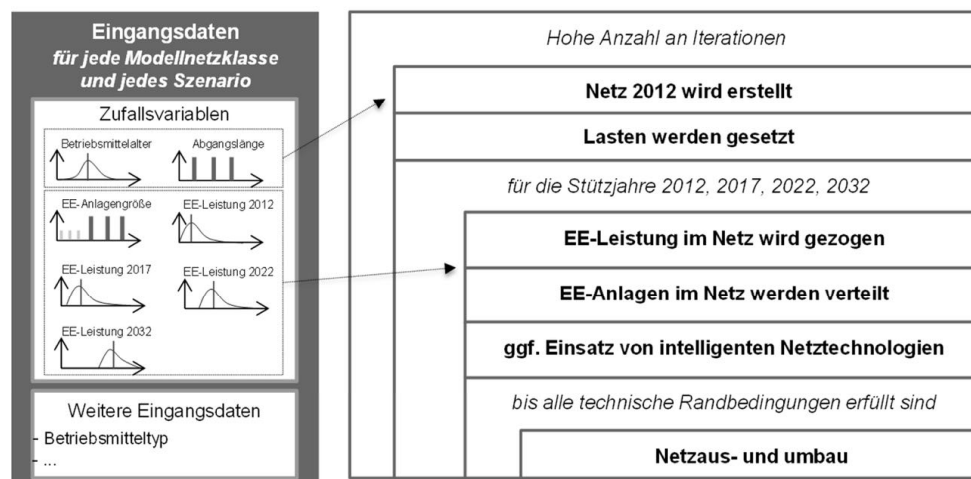 Eingangsdaten
für jede Modellnetzklasse
und jedes Szenario
Zufallsvariablen
Betriebsmittelalter
Abgangslänge
EE-Anlagengröße
EE-Leistung 2012
EE-Leistung 2017
EE-Leistung 2022
EE-Leistung 2032
Weitere Eingangsdaten
- Betriebsmitteltyp
- ...
Hohe Anzahl an Iterationen
Netz 2012 wird erstellt
Lasten werden gesetzt
für die Stützjahre 2012, 2017, 2022, 2032
EE-Leistung im Netz wird gezogen
EE-Anlagen im Netz werden verteilt
ggf. Einsatz von intelligenten Netztechnologien
bis alle technische Randbedingungen erfüllt sind
Netzaus- und umbau